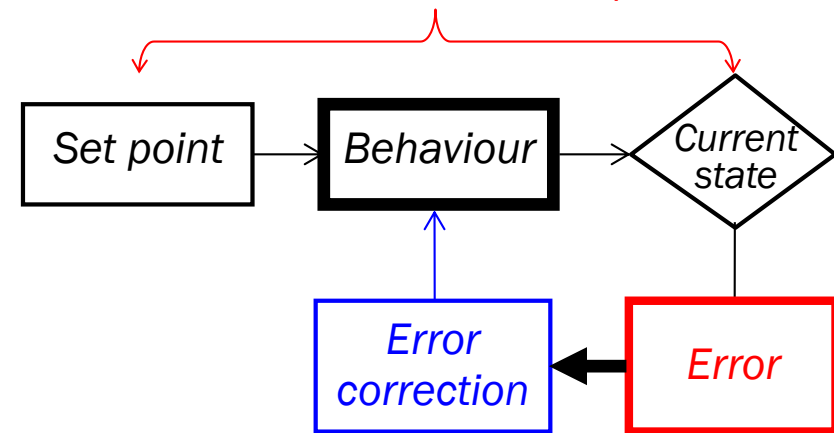 Set point
Behaviour
Current
state
Error
correction
Error